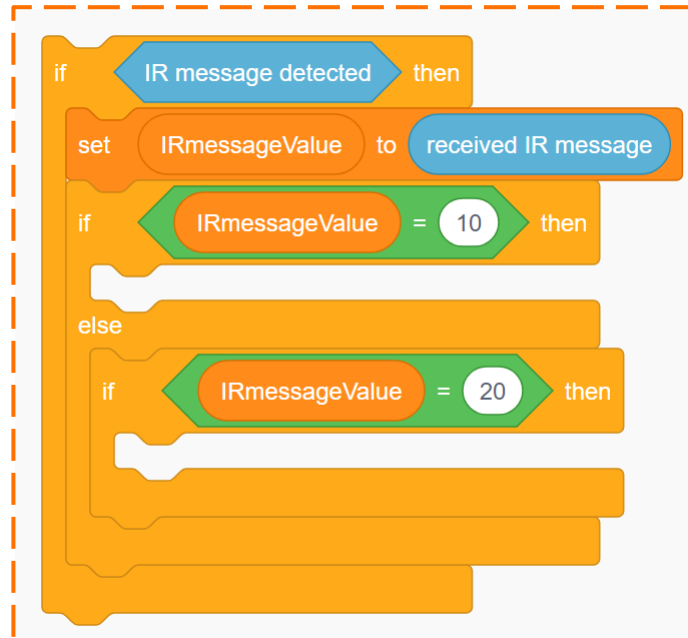 if IR message detected then
set IRmessageValue to received IR message
if IRmessageValue = 10 then
else
if IRmessageValue = 20 then